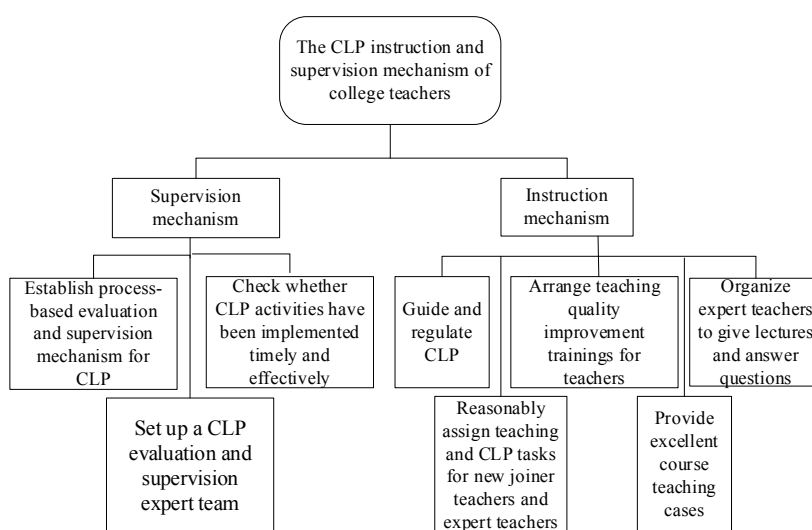 The CLP instruction and
supervision mechanism of
college teachers
Supervision
mechanism
Instruction
mechanism
Establish process-
based evaluation
and supervision
mechanism for
CLP
Check whether
CLP activities have
been implemented
timely and
effectively
Guide and
regulate CLP
Arrange teaching
quality
improvement
trainings for
teachers
Organize
expert teachers
to give lectures
and answer
questions
Set up a CLP
evaluation and
supervision
expert team
Reasonably
assign teaching
and CLP tasks
for new joiner
teachers and
expert teachers
Provide
excellent
course
teaching
cases